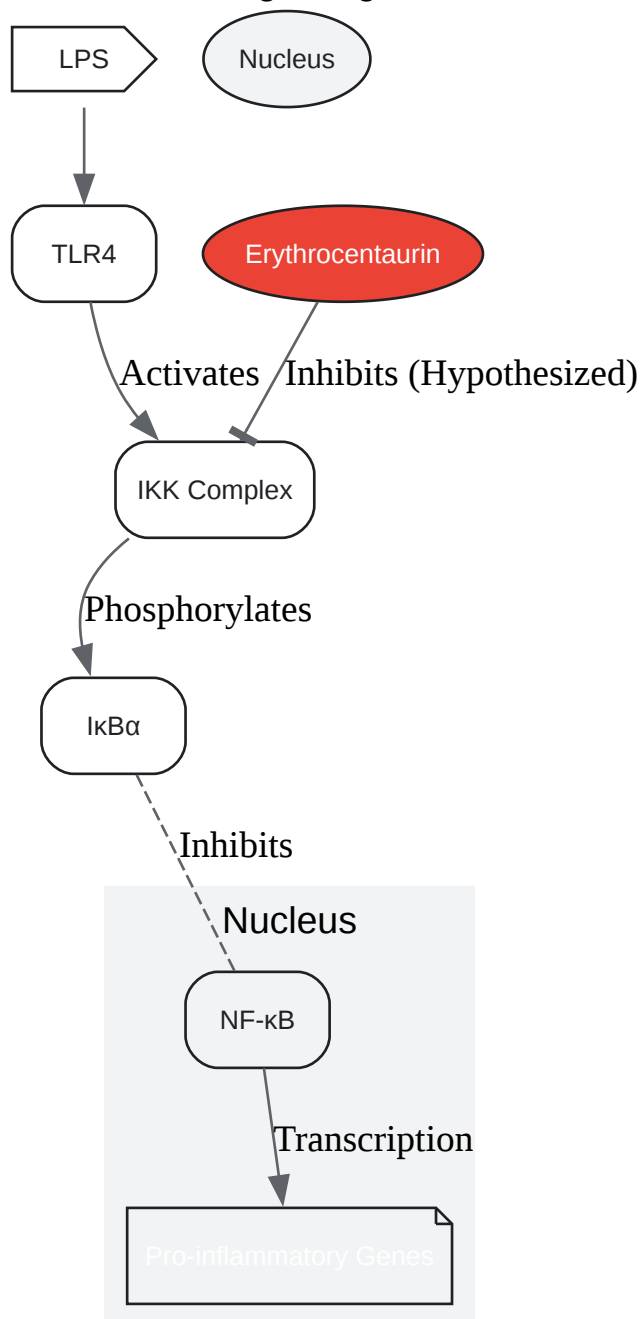 LPS
Nucleus
TLR4
Erythrocentaurin
Activates
Inhibits (Hypothesized)
IKK Complex
Phosphorylates
IκBα
Inhibits
Nucleus
NF-κB
Transcription
Pro-inflammatory Genes